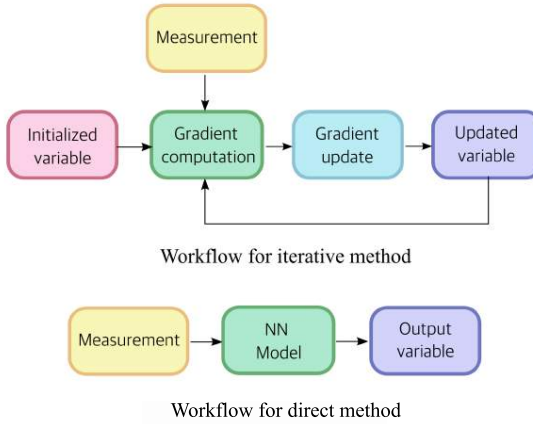 Measurement
Initialized
variable
Gradient
computation
Gradient
update
Updated
variable
Workflow for iterative method
Measurement
NN
Model
Output
variable
Workflow for direct method